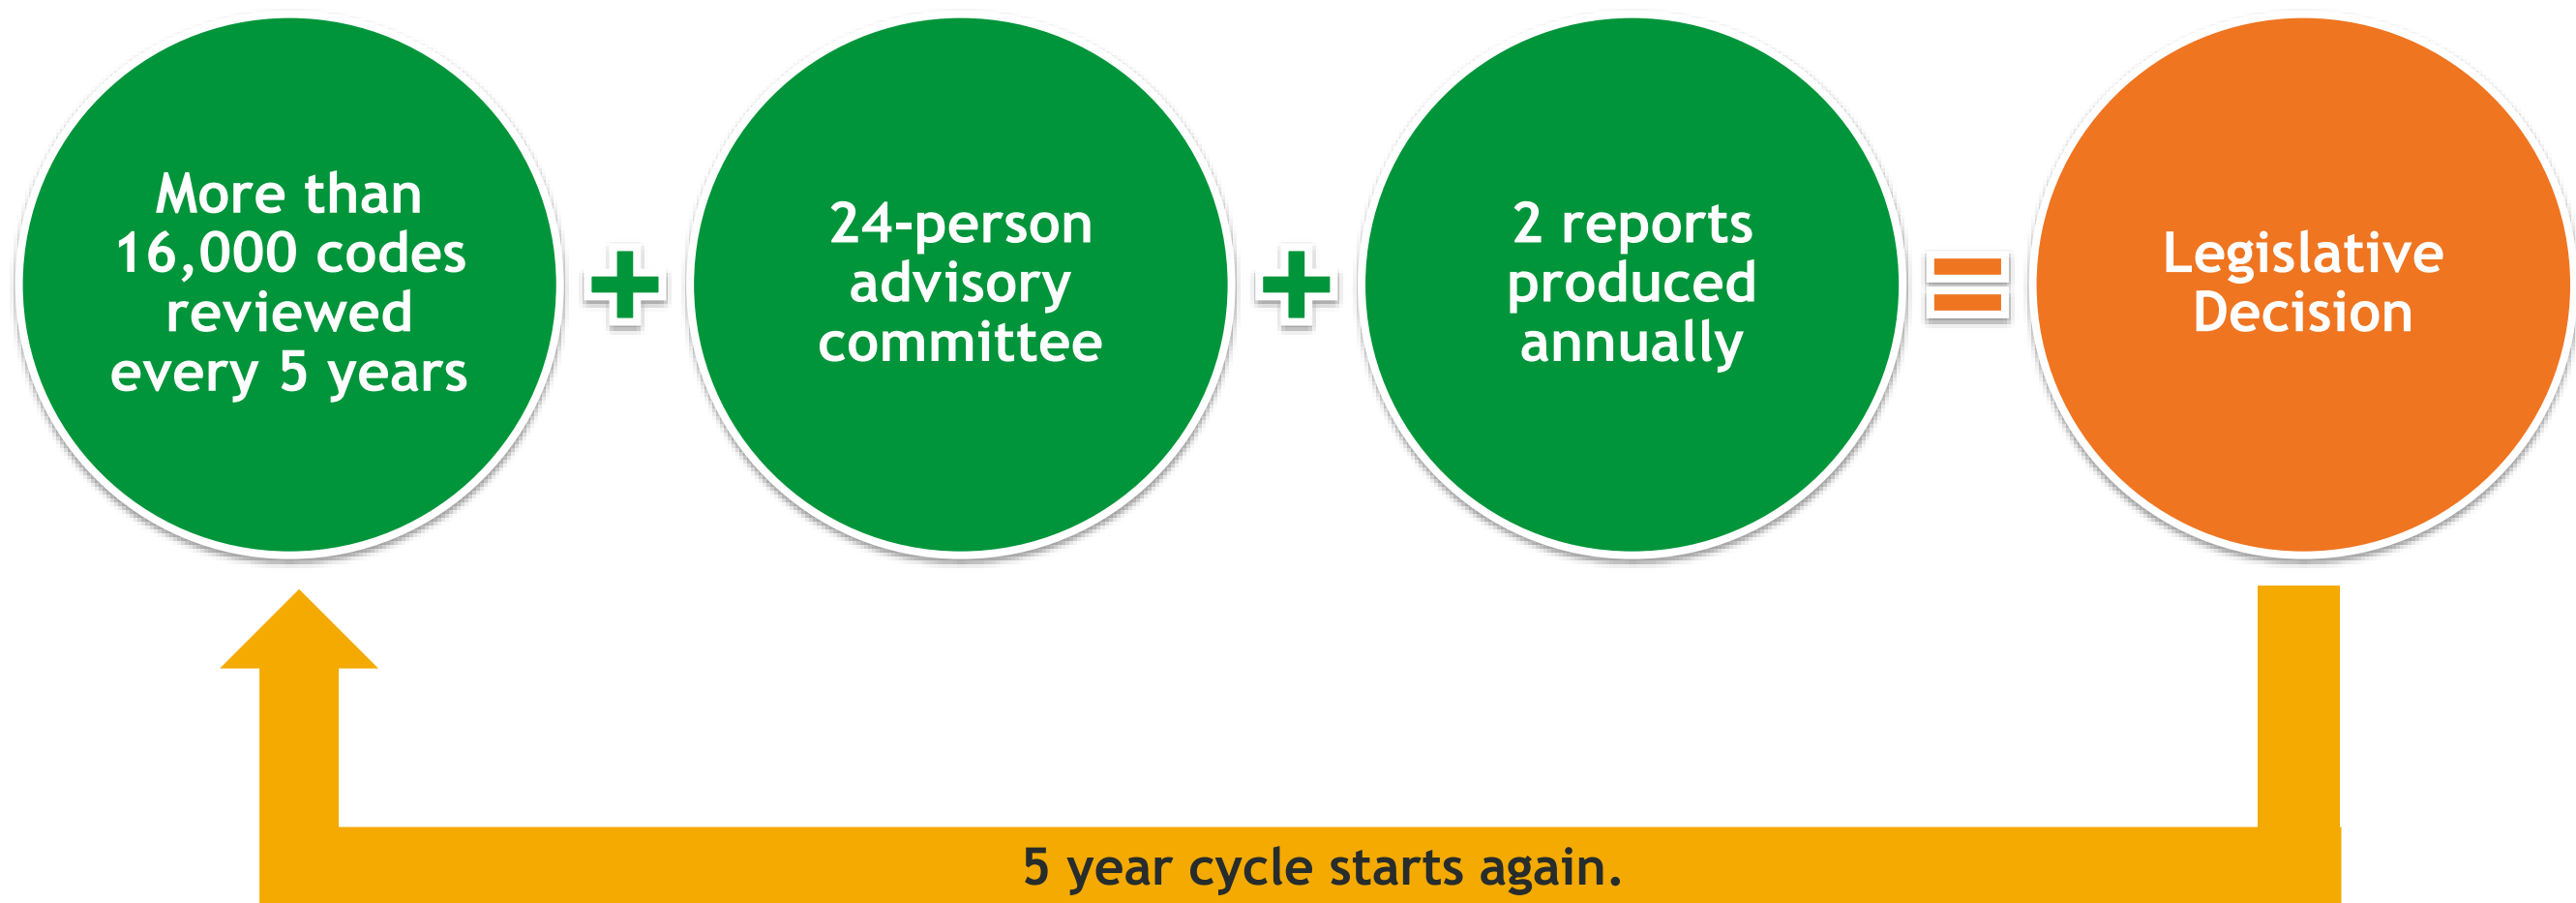 More than
16,000 codes
reviewed
every 5 years
24-person
advisory
committee
2 reports
produced
annually
Legislative
Decision
5 year cycle starts again.